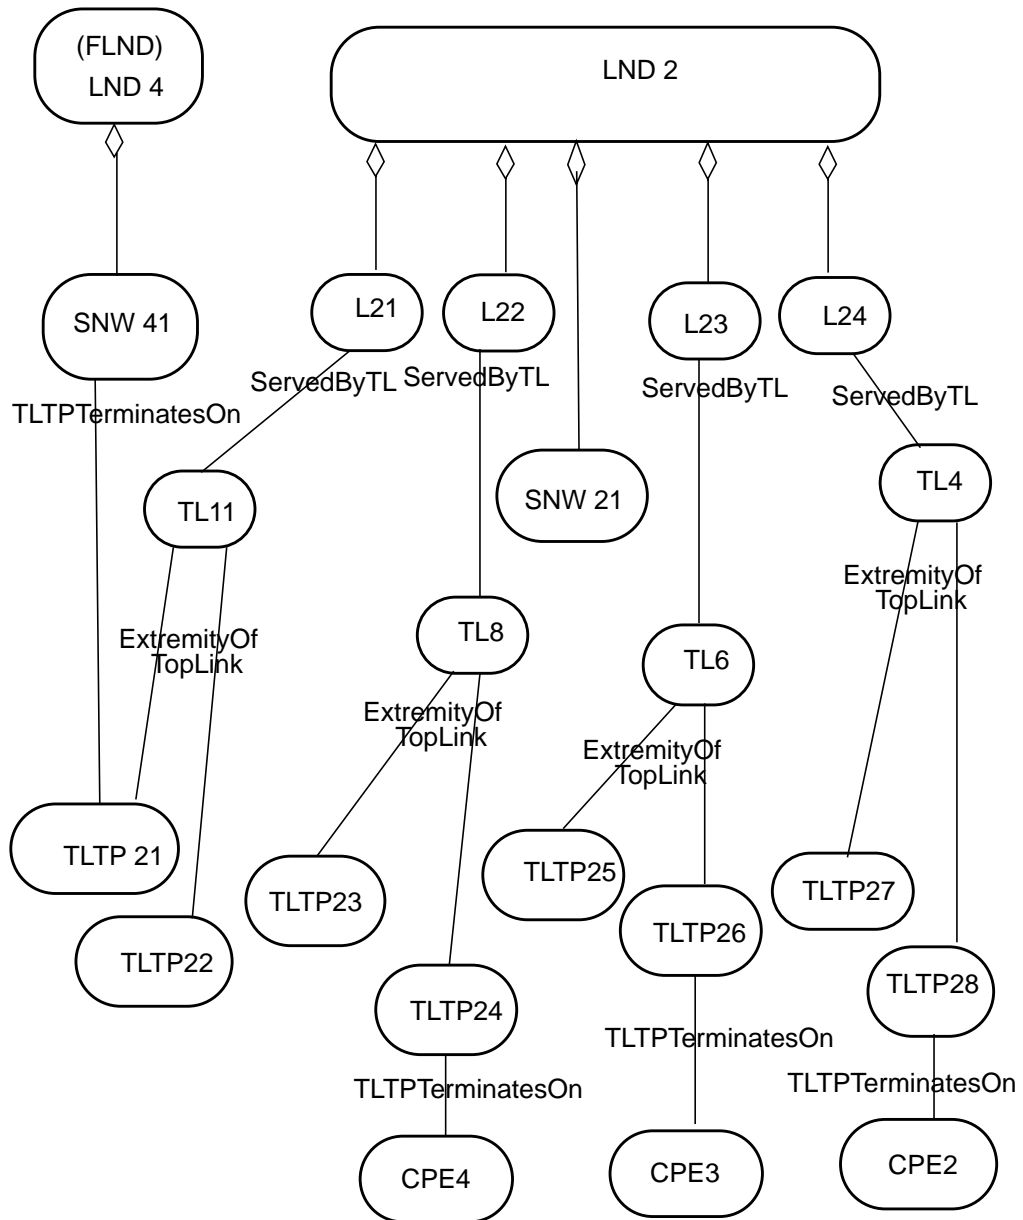 (FLND)
LND 4
LND 2
SNW 41
L21
L22
L23
L24
ServedByTL
ServedByTL
ServedByTL
ServedByTL
TLTPTerminatesOn
TL11
SNW 21
TL4
ExtremityOf
TopLink
TL8
ExtremityOf
TopLink
TL6
ExtremityOf
TopLink
ExtremityOf
TopLink
TLTP 21
TLTP23
TLTP25
TLTP27
TLTP22
TLTP26
TLTP24
TLTP28
TLTPTerminatesOn
TLTPTerminatesOn
TLTPTerminatesOn
CPE4
CPE3
CPE2